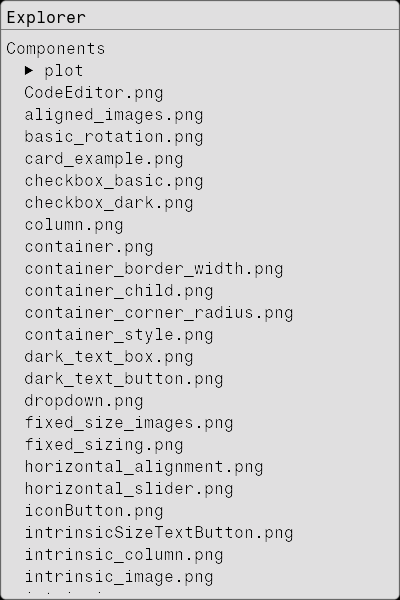 Explorer
Components
plot
CodeEditor.png
aligned_images.png
basic_rotation.png
card_example.png
checkbox_basic.png
checkbox_dark.png
column.png
container.png
container_border_width.png
container_child.png
container_corner_radius.png
container_style.png
dark_text_box.png
dark_text_button.png
dropdown.png
fixed_size_images.png
fixed_sizing.png
horizontal_alignment.png
horizontal_slider.png
iconButton.png
intrinsicSizeTextButton.png
intrinsic_column.png
intrinsic_image.png